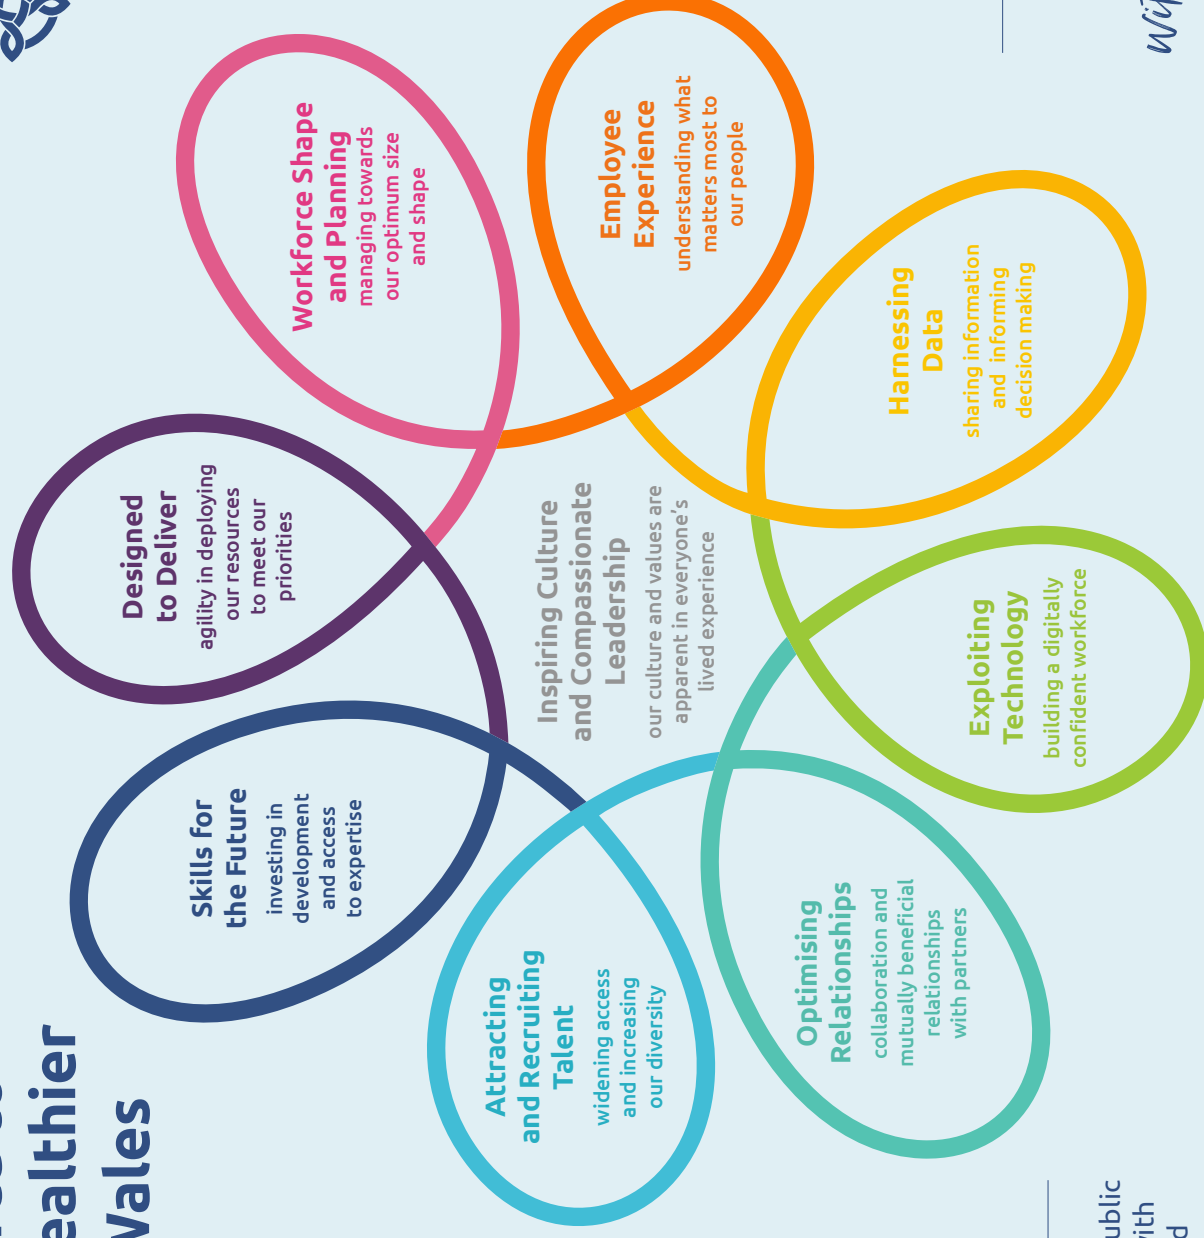 ealthier
Wales
Workforce Shape
and Planning
managing towards
our optimum size
and shape
Employee
Experience
understanding what
matters most to
our people
Harnessing
Data
sharing information
and informing
decision making
Exploiting
Technology
building a digitally
confident workforce
Optimising
Relationships
collaboration and
mutually beneficial
relationships
with partners
Attracting
and Recruiting
Talent
widening access
and increasing
our diversity
Skills for
the Future
investing in
development
and access
to expertise
Designed
to Deliver
agility in deploying
our resources
to meet our
priorities
Inspiring Culture
and Compassionate
Leadership
our culture and values are
apparent in everyone's
lived experience
ublic
ith
d
Wit